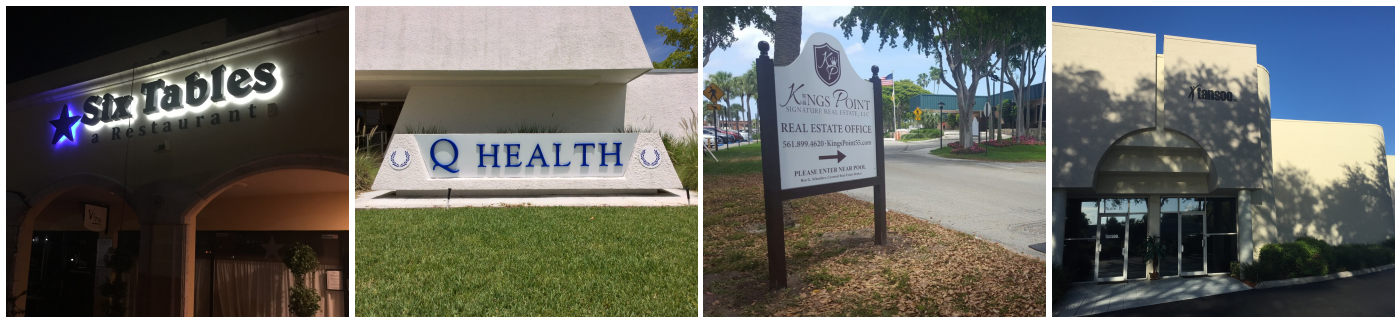 Six Tables
a Restaurant
Q HEALTH
KP
Kings Point
SIGNATURE REAL ESTATE, LLC
REAL ESTATE OFFICE
561.899.4620 • KingsPoint55.com
PLEASE ENTER NEAR POOL
tansoo